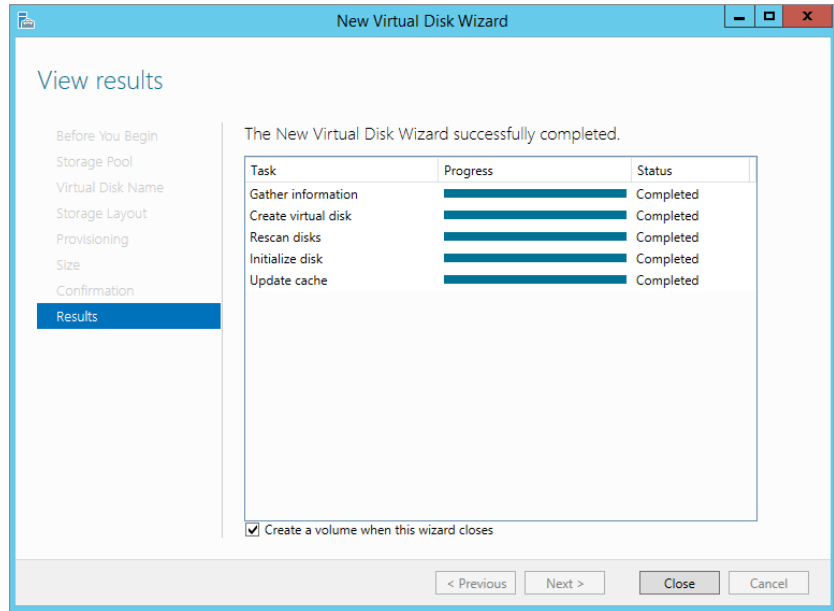 New Virtual Disk Wizard
View results
Before You Begin
Storage Pool
Virtual Disk Name
Storage Layout
Provisioning
Size
Confirmation
Results
The New Virtual Disk Wizard successfully completed.
Task Progress Status
Gather information Completed
Create virtual disk Completed
Rescan disks Completed
Initialize disk Completed
Update cache Completed
Create a volume when this wizard closes
< Previous Next > Close Cancel